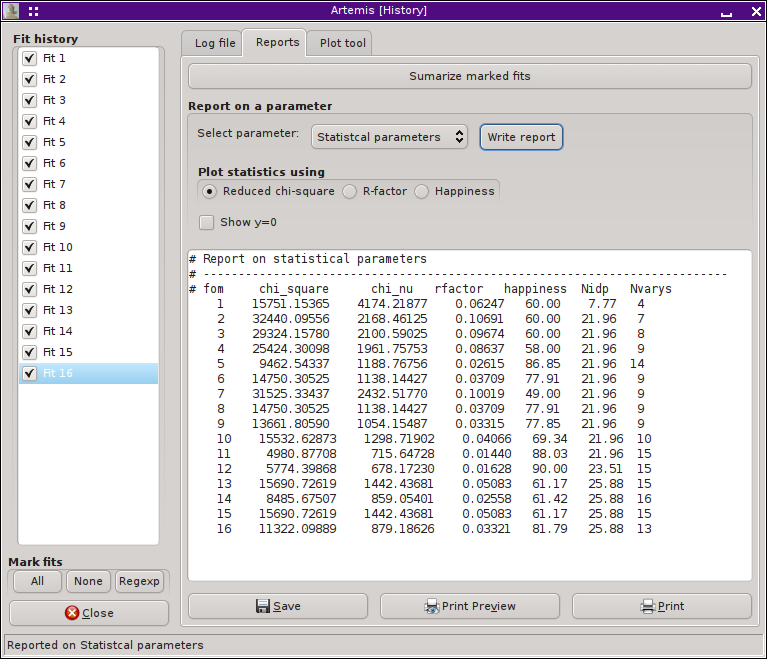 Artemis [History]
Fit history
Fit 1
Fit 2
Fit 3
Fit 4
Fit 5
Fit 6
Fit 7
Fit 8
Fit 9
Fit 10
Fit 11
Fit 12
Fit 13
Fit 14
Fit 15
Fit 16
Mark fits
All None Regexp
Close
Log file Reports Plot tool
Sumarize marked fits
Report on a parameter
Select parameter: Statistcal parameters Write report
Plot statistics using
Reduced chi-square R-factor Happiness
Show y=0
# Report on statistical parameters
# ---------------------------------------------------------------------------
# fom chi_square chi_nu rfactor happiness Nidp Nvarys
1 15751.15365 4174.21877 0.06247 60.00 7.77 4
2 32440.09556 2168.46125 0.10691 60.00 21.96 7
3 29324.15780 2100.59025 0.09674 60.00 21.96 8
4 25424.30098 1961.75753 0.08637 58.00 21.96 9
5 9462.54337 1188.76756 0.02615 86.85 21.96 14
6 14750.30525 1138.14427 0.03709 77.91 21.96 9
7 31525.33437 2432.51770 0.10019 49.00 21.96 9
8 14750.30525 1138.14427 0.03709 77.91 21.96 9
9 13661.80590 1054.15487 0.03315 77.85 21.96 9
10 15532.62873 1298.71902 0.04066 69.34 21.96 10
11 4980.87708 715.64728 0.01440 88.03 21.96 15
12 5774.39868 678.17230 0.01628 90.00 23.51 15
13 15690.72619 1442.43681 0.05083 61.17 25.88 15
14 8485.67507 859.05401 0.02558 61.42 25.88 16
15 15690.72619 1442.43681 0.05083 61.17 25.88 15
16 11322.09889 879.18626 0.03321 81.79 25.88 13
Save Print Preview Print
Reported on Statistcal parameters